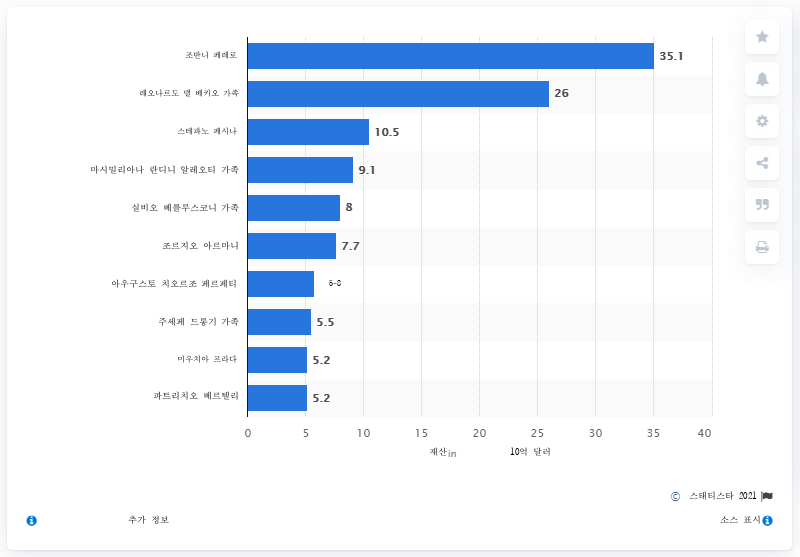 조반니 페레로 35.1
레오나르도 델 베키오 가족 26
스테파노 페시나 10.5
마시밀리아나 란디니 알레오티 가족 9.1
실비오 베를루스코니 가족 8
조르지오 아르마니 7.7
아우구스토 치오르조 페르페티
주세페 드롱기 가족 5.5
미우치아 프라다 5.2
파트리치오 베르텔리 5.2
0 5 10 15 20 25 30 35 40
재산in 10억 달러
© 스태티스타 2021
추가 정보 소스 표시